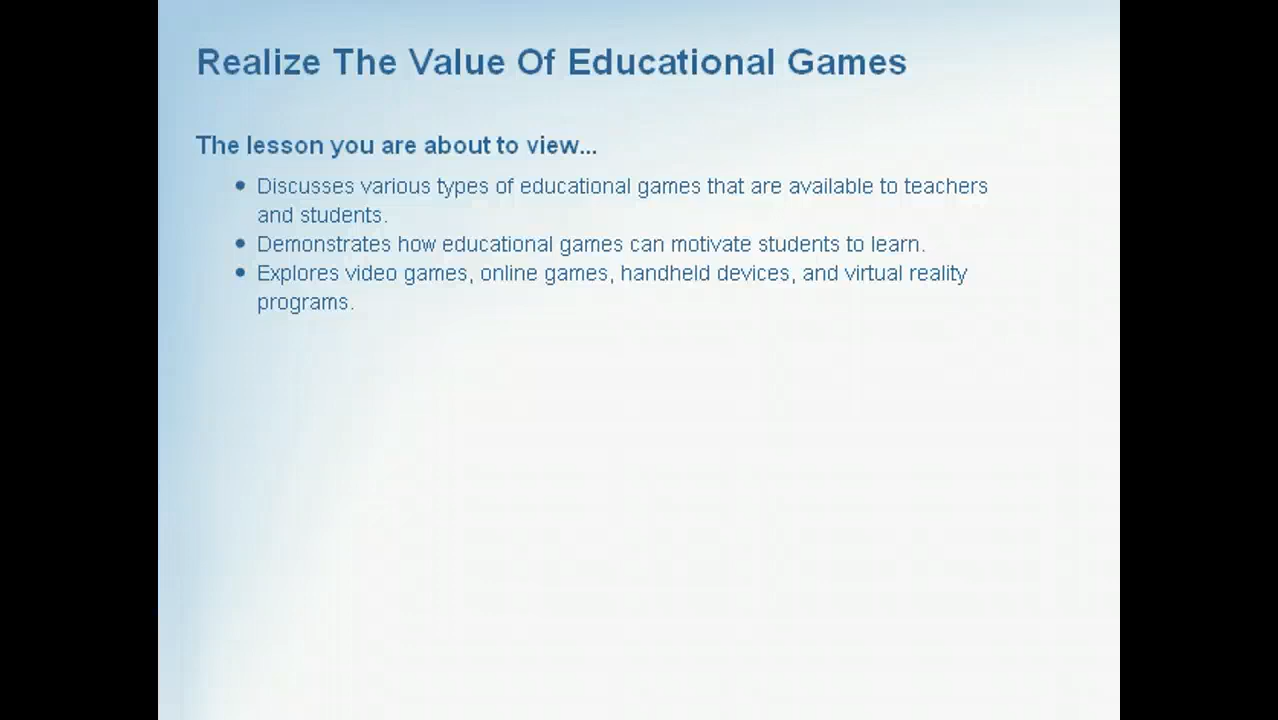 Realize The Value Of Educational Games
The lesson you are about to view...
• Discusses various types of educational games that are available to teachers
and students.
• Demonstrates how educational games can motivate students to learn.
• Explores video games, online games, handheld devices, and virtual reality
programs.